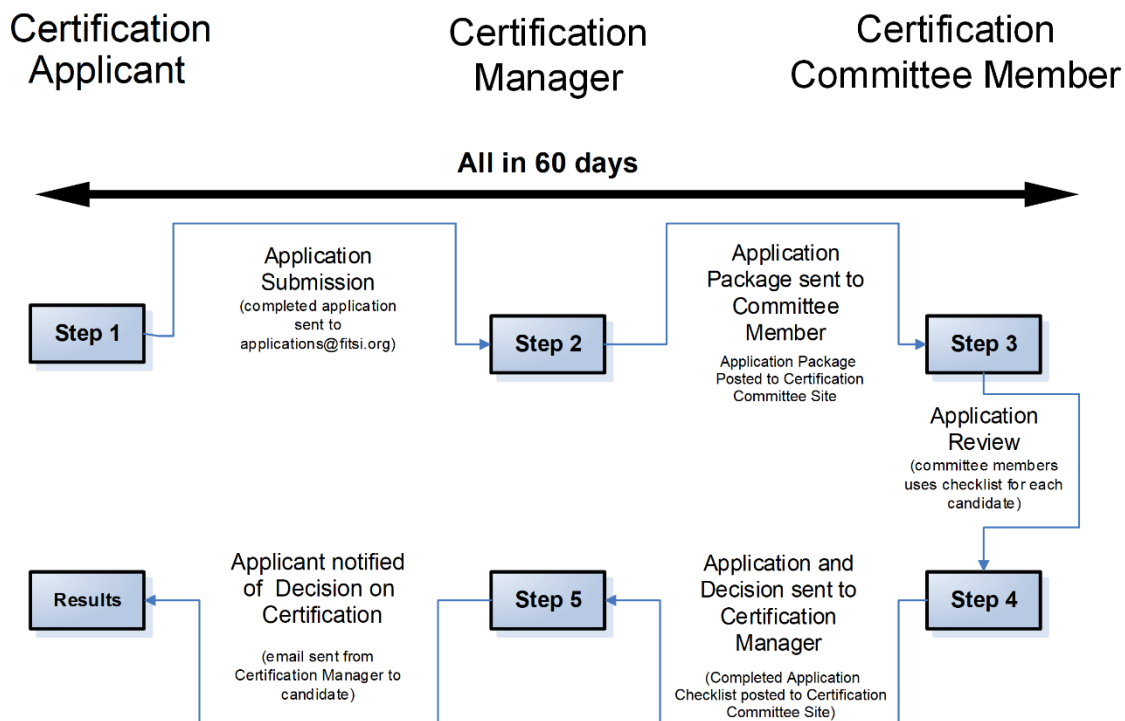 Certification
Applicant
Certification
Manager
Certification
Committee Member
All in 60 days
Step 1
Application
Submission
(completed application
sent to
applications@fitsi.org)
Step 2
Application
Package sent to
Committee
Member
Application Package
Posted to Certification
Committee Site
Step 3
Application
Review
(committee members
uses checklist for each
candidate)
Step 4
Application and
Decision sent to
Certification
Manager
(Completed Application
Checklist posted to Certification
Committee Site)
Step 5
Applicant notified
of Decision on
Certification
(email sent from
Certification Manager to
candidate)
Results